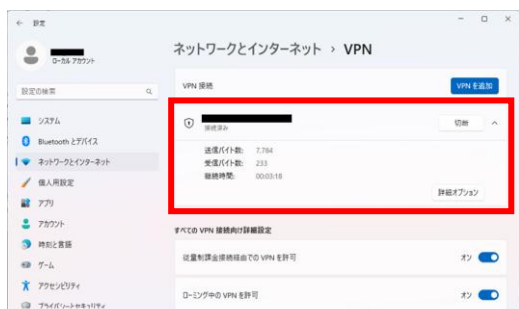 設定
ローカル アカウント
設定の検索
システム
Bluetooth とデバイス
ネットワークとインターネット
個人用設定
アプリ
アカウント
時刻と言語
ゲーム
アクセシビリティ
プライバシーとセキュリティ
ネットワークとインターネット › VPN
VPN 接続
VPN を追加
接続済み
切断
送信バイト数: 7,784
受信バイト数: 233
継続時間: 00:03:18
詳細オプション
すべての VPN 接続向け詳細設定
従量制課金接続経由での VPN を許可
オン
ローミング中の VPN を許可
オン